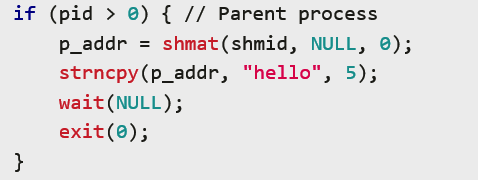 if (pid > 0) { // Parent process
    p_addr = shmat(shmid, NULL, 0);
    strncpy(p_addr, "hello", 5);
    wait(NULL);
    exit(0);
}